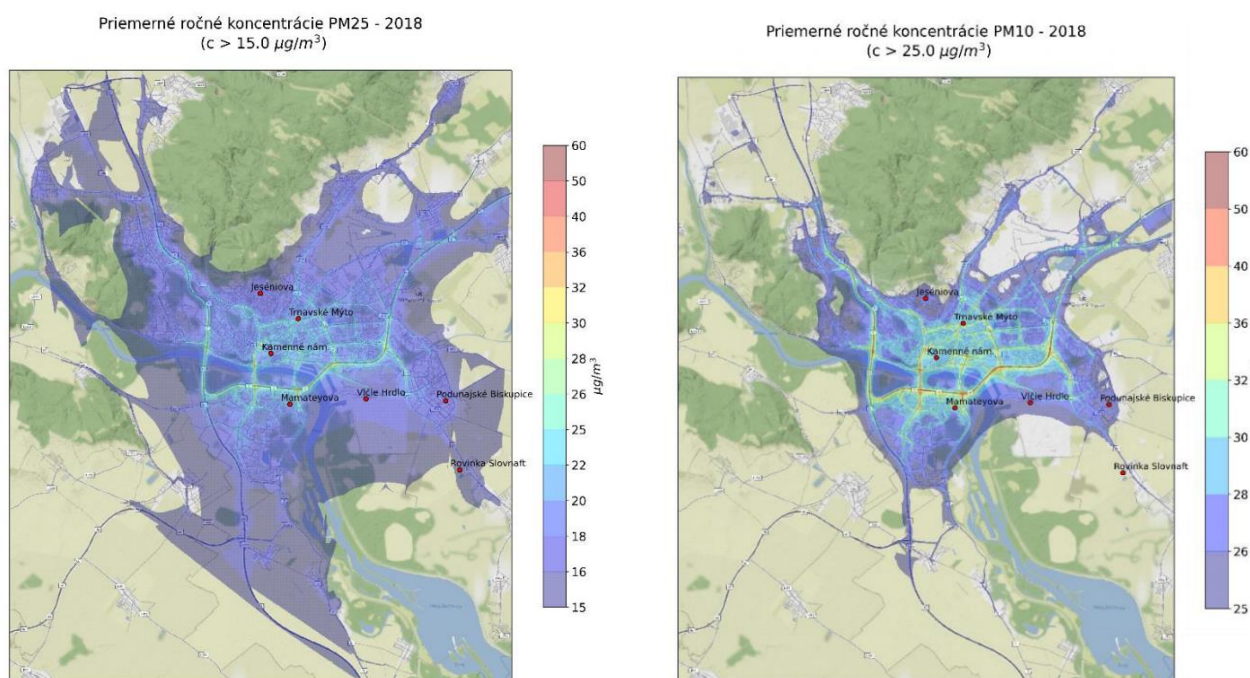 Priemerné ročné koncentrácie PM25 - 2018
(c > 15.0 μg/m³)
60
40
36
32
30
28
26
25
22
20
18
16
15
μg/m³
Jeséniova
Trnavské Mýto
Kamenné nám
Mamateyova
Vlčie Hrdlo
Podunajské Biskupice
Rovinka Slovnaft
Priemerné ročné koncentrácie PM10 - 2018
(c > 25.0 μg/m³)
60
50
40
36
32
30
28
26
25
Jeséniova
Trnavské Mýto
Kamenné nám
Mamateyova
Vlčie Hrdlo
Podunajské Biskupice
Rovinka Slovnaft